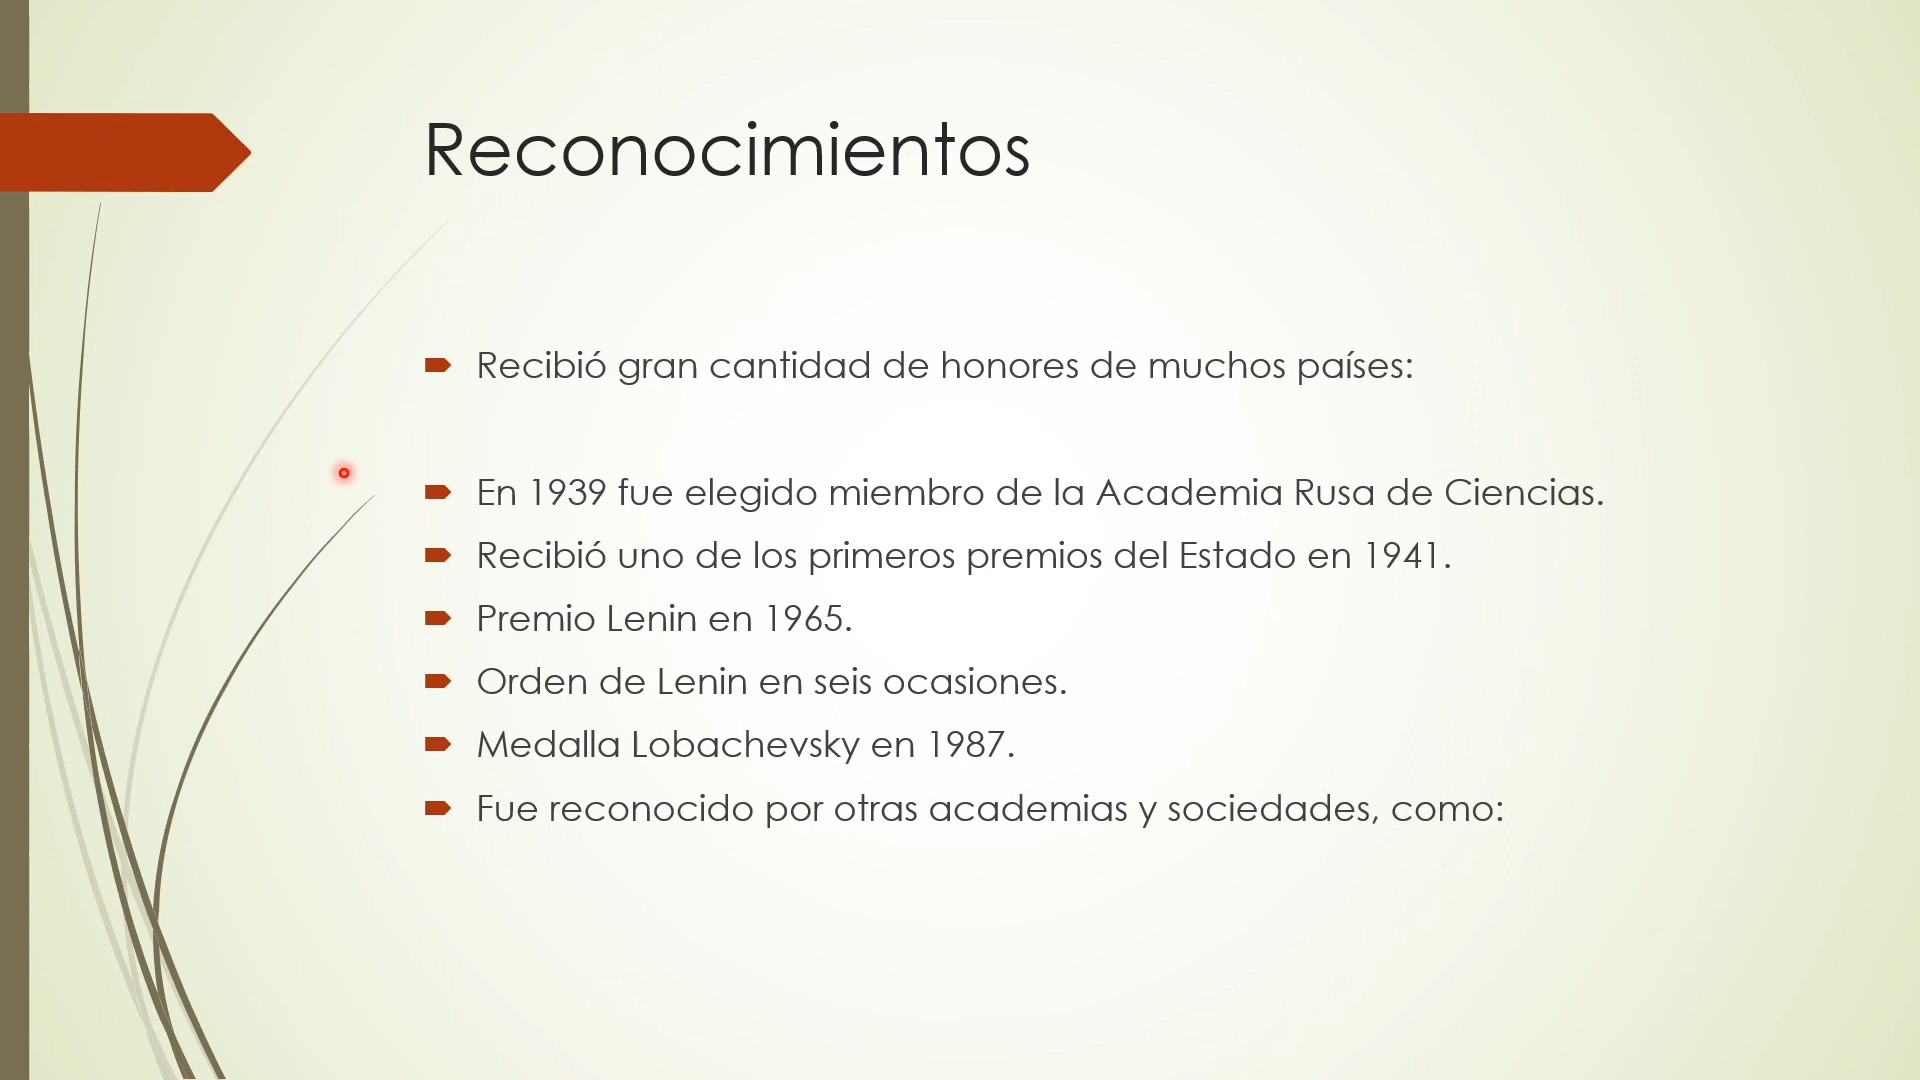 Reconocimientos
Recibió gran cantidad de honores de muchos países:
En 1939 fue elegido miembro de la Academia Rusa de Ciencias.
Recibió uno de los primeros premios del Estado en 1941.
Premio Lenin en 1965.
Orden de Lenin en seis ocasiones.
Medalla Lobachevsky en 1987.
Fue reconocido por otras academias y sociedades, como: